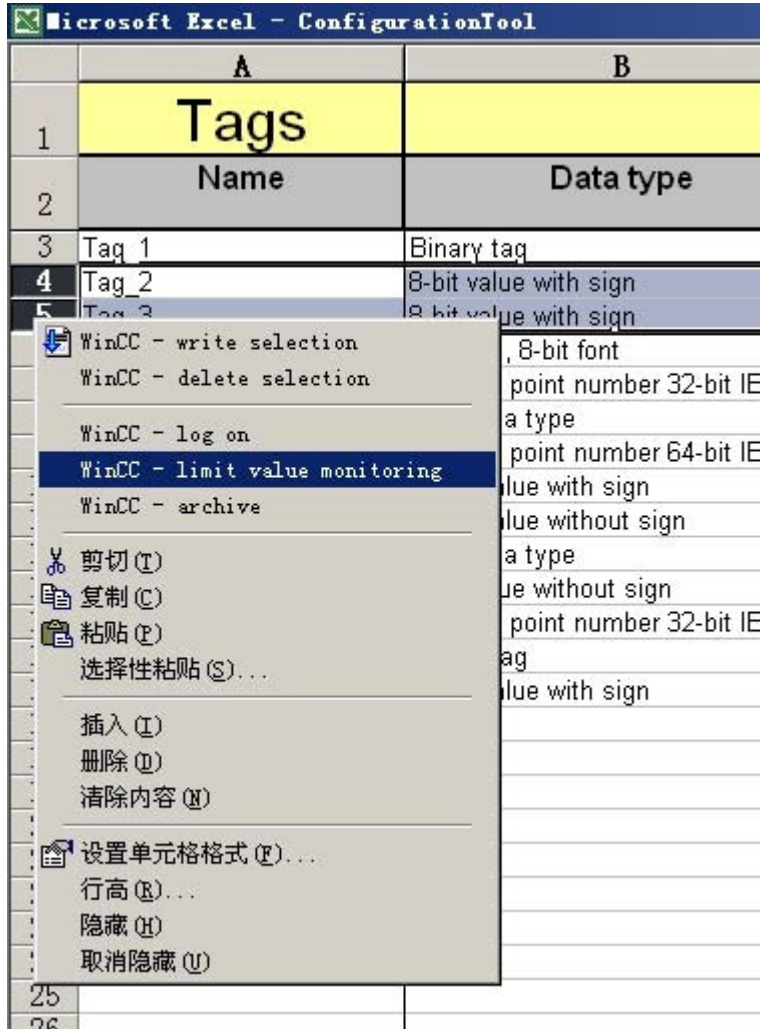 Microsoft Excel - ConfigurationTool
A B
1 Tags
2 Name Data type
3 Tag_1 Binary tag
4 Tag_2 8-bit value with sign
5 Tag_3 8-bit value with sign
WinCC - write selection
, 8-bit font
WinCC - delete selection
point number 32-bit IE
a type
WinCC - log on
point number 64-bit IE
WinCC - limit value monitoring
lue with sign
WinCC - archive
lue without sign
剪切(T)
a type
复制(C)
ue without sign
粘贴(P)
point number 32-bit IE
选择性粘贴(S)...
ag
lue with sign
插入(I)
删除(D)
清除内容(N)
设置单元格格式(F)...
行高(R)...
隐藏(H)
取消隐藏(U)
25
26